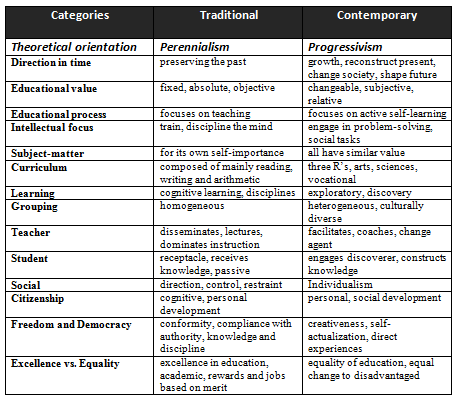 Categories Traditional Contemporary
Theoretical orientation Perennialism Progressivism
Direction in time preserving the past growth, reconstruct present,
change society, shape future
Educational value fixed, absolute, objective changeable, subjective,
relative
Educational process focuses on teaching focuses on active self-learning
Intellectual focus train, discipline the mind engage in problem-solving,
social tasks
Subject-matter for its own self-importance all have similar value
Curriculum composed of mainly reading, three R's, arts, sciences,
writing and arithmetic vocational
Learning cognitive learning, disciplines exploratory, discovery
Grouping homogeneous heterogeneous, culturally
diverse
Teacher disseminates, lectures, facilitates, coaches, change
dominates instruction agent
Student receptacle, receives engages discoverer, constructs
knowledge, passive knowledge
Social direction, control, restraint Individualism
Citizenship cognitive, personal personal, social development
development
Freedom and Democracy conformity, compliance with creativeness, self-
authority, knowledge and actualization, direct
discipline experiences
Excellence vs. Equality excellence in education, equality of education, equal
academic, rewards and jobs change to disadvantaged
based on merit